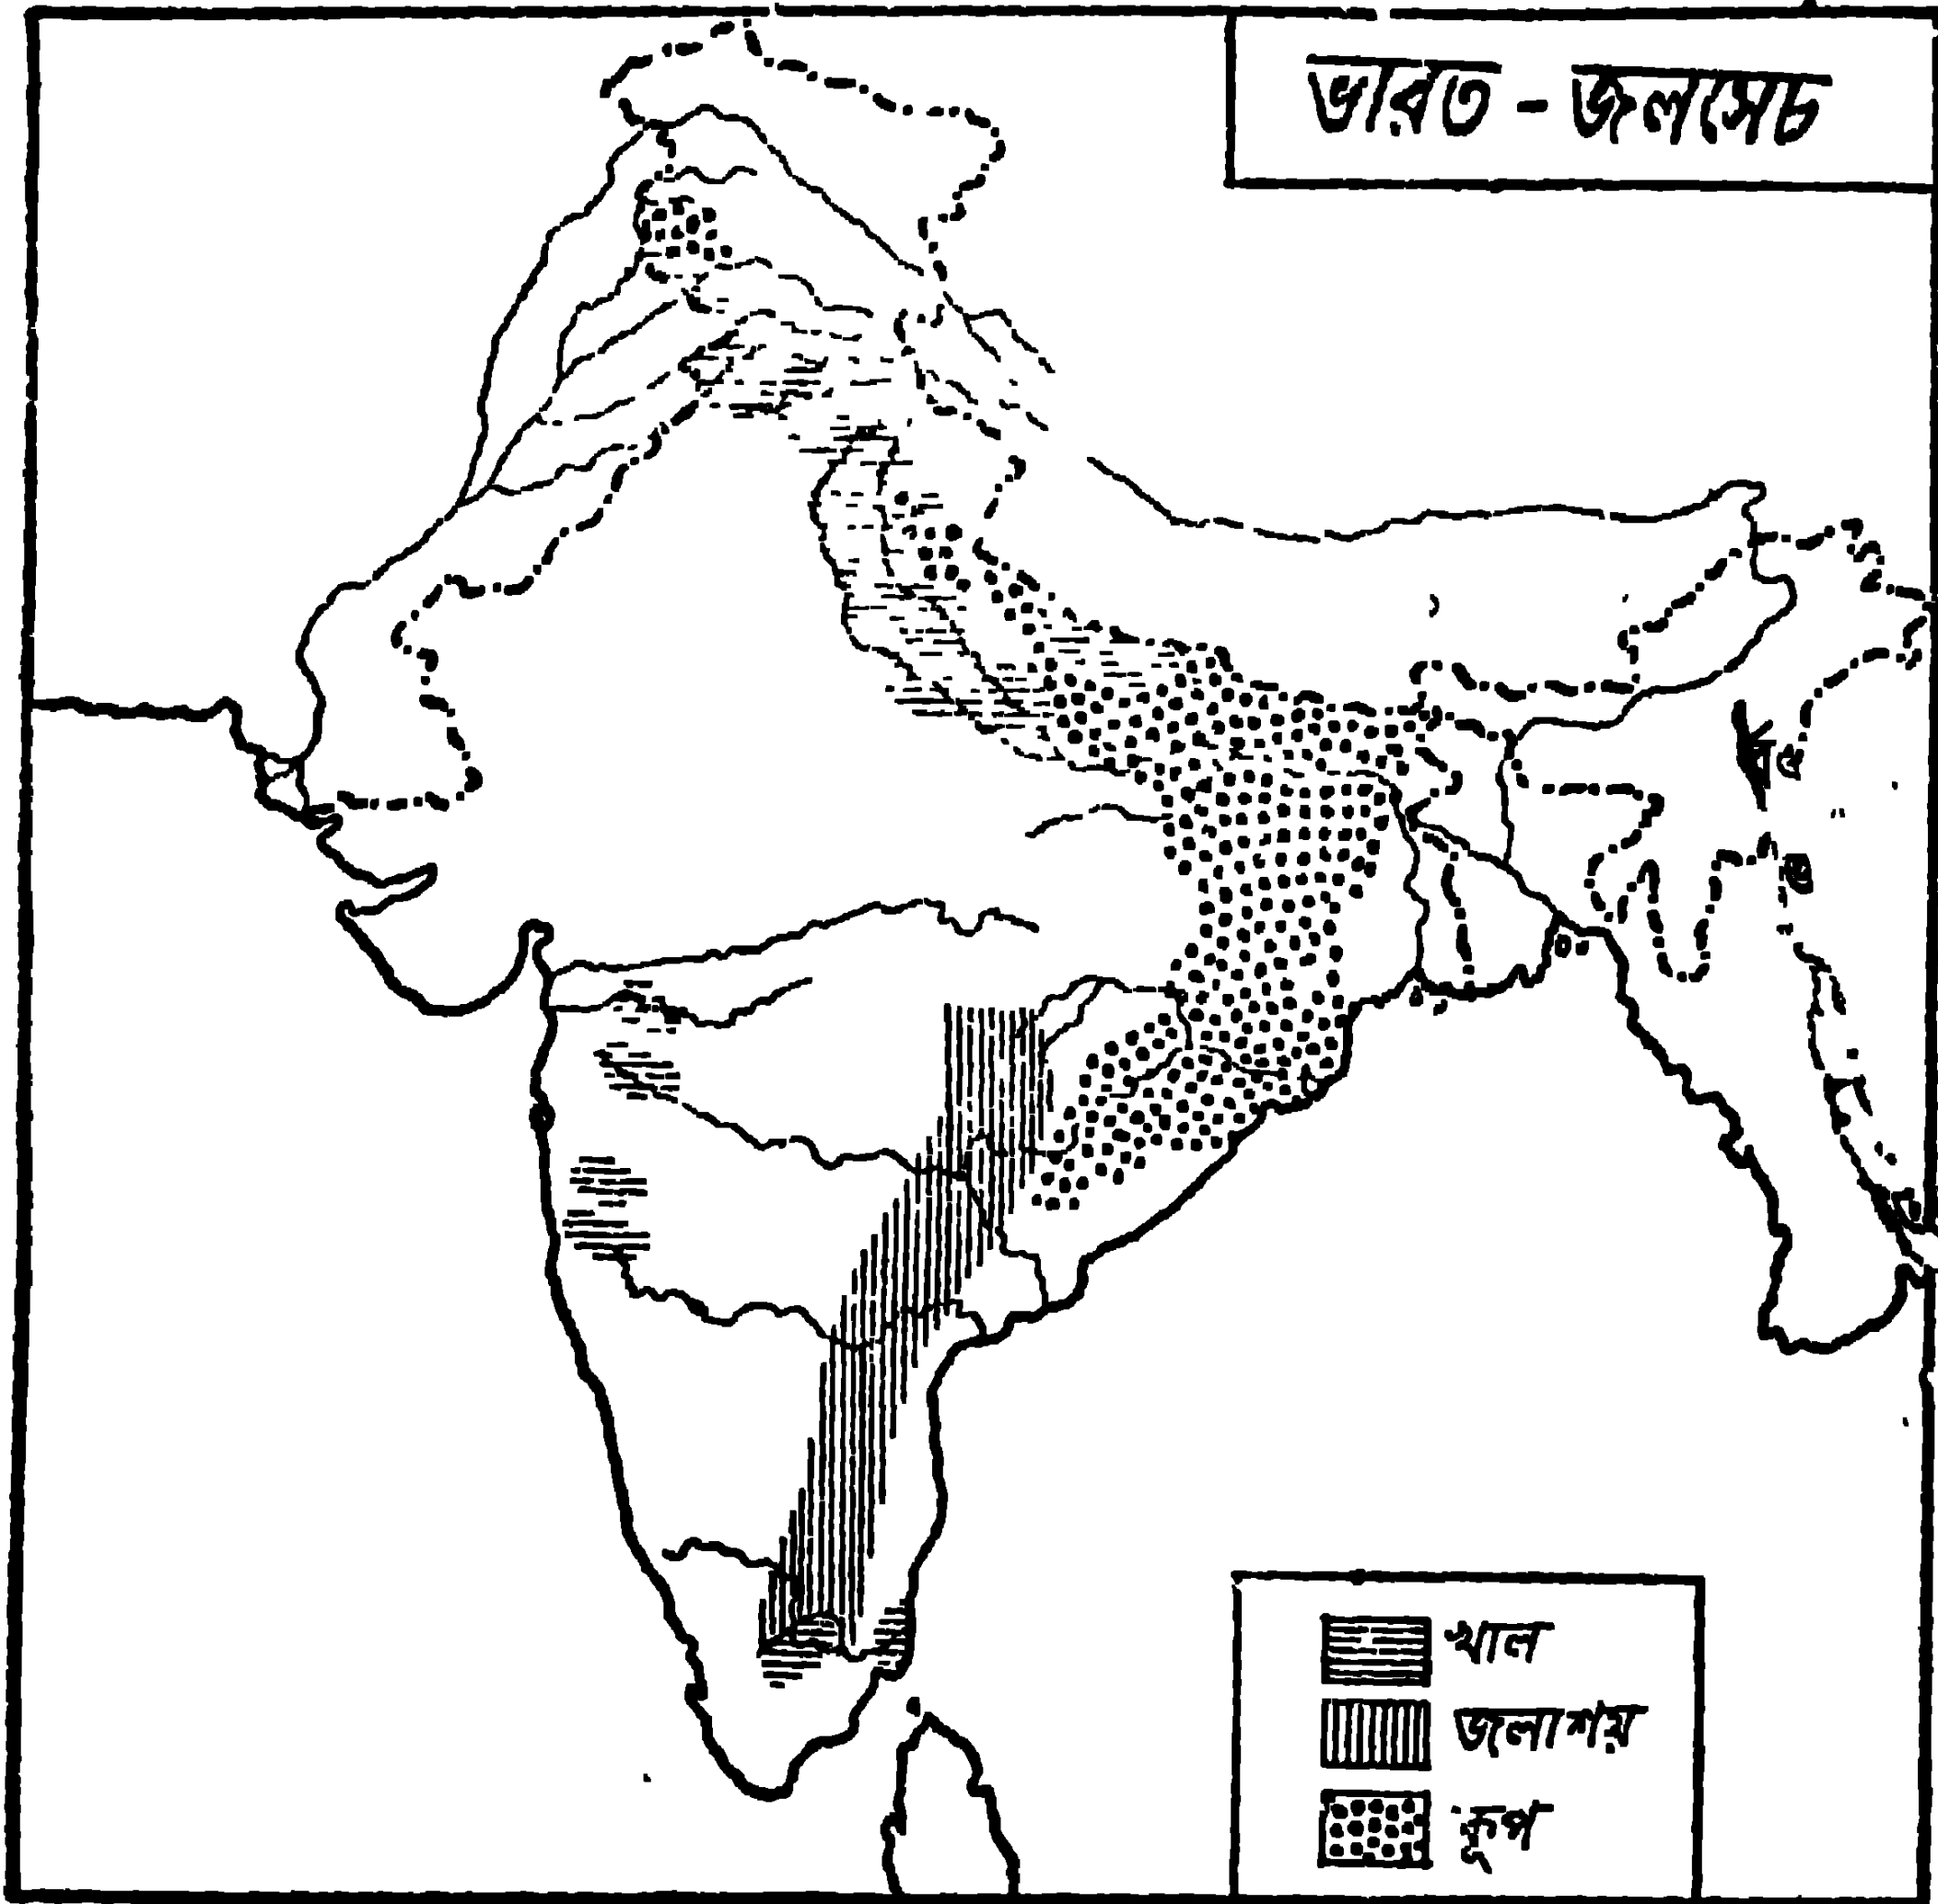 ভারত - জলসেচ
খাল
জলাশয়
কূপ